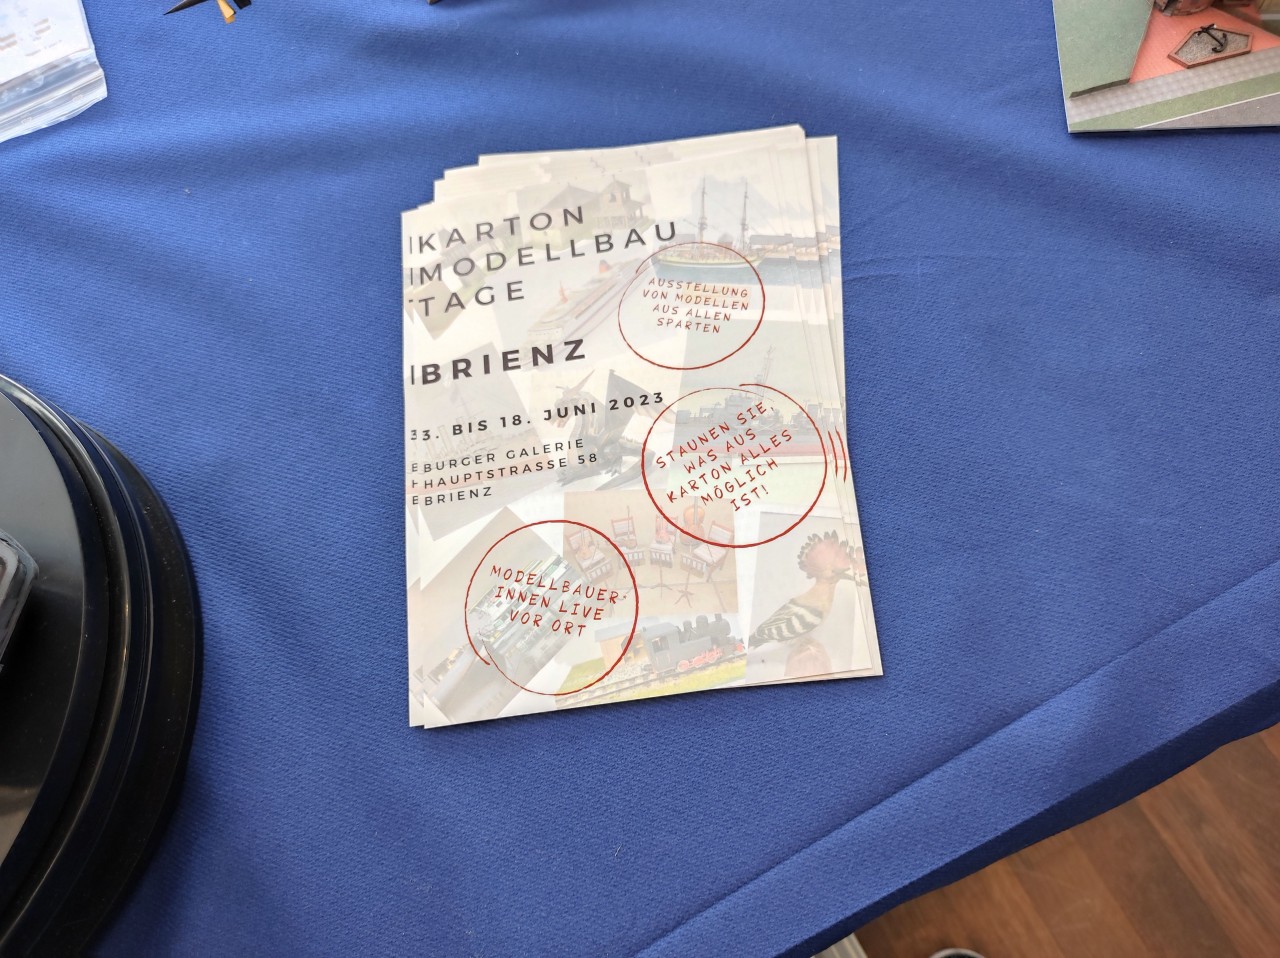 KARTON
MODELLBAU
TAGE
BRIENZ
3. BIS 18. JUNI 2023
BURGER GALERIE
HAUPTSTRASSE 58
BRIENZ
AUSSTELLUNG
VON MODELLEN
AUS ALLEN
SPARTEN
STAUNEN SIE,
WAS AUS
KARTON ALLES
MÖGLICH
IST!
MODELLBAUER-
INNEN LIVE
VOR ORT